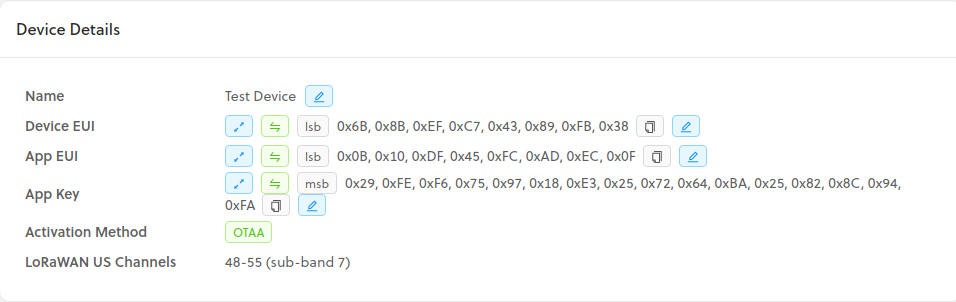 Device Details
Name Test Device
Device EUI lsb 0x6B, 0x8B, 0xEF, 0xC7, 0x43, 0x89, 0xFB, 0x38
App EUI lsb 0x0B, 0x10, 0xDF, 0x45, 0xFC, 0xAD, 0xEC, 0x0F
App Key msb 0x29, 0xFE, 0xF6, 0x75, 0x97, 0x18, 0xE3, 0x25, 0x72, 0x64, 0xBA, 0x25, 0x82, 0x8C, 0x94,
0xFA
Activation Method OTAA
LoRaWAN US Channels 48-55 (sub-band 7)